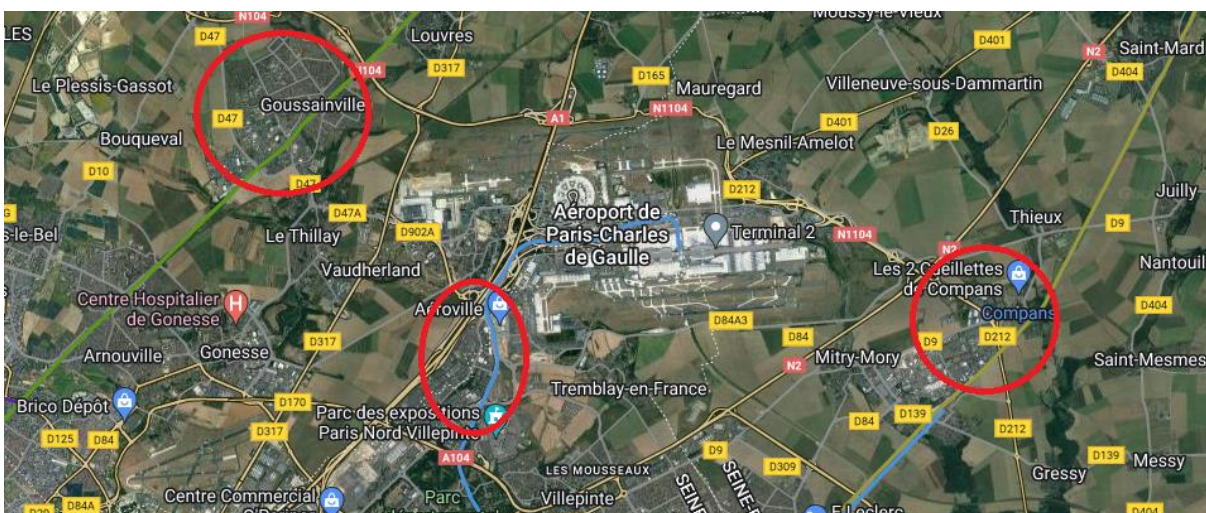 N104
Moussy-le-Vieux
LES
D47
Louvres
D401
N2
Saint-Mard
D404
Le Plessis-Gassot
D317
D165
Mauregard
Villeneuve-sous-Dammartin
Goussainville
D47
N1104
A1
D401
Bouqueval
Le Mesnil-Amelot
D26
D10
D47
D212
Juilly
D47A
Aéroport de
Paris-Charles
de Gaulle
Terminal 2
Thieux
D9
s-le-Bel
Le Thillay
D902A
N1104
N2
Vaudherland
Les 2 Cueillettes
de Compans
Nantouil
Centre Hospitalier
de Gonesse
Aéroville
Compans
D404
D84A3
D84
D9
D212
Arnouville
Gonesse
D317
N2
Mitry-Mory
Saint-Mesmes
Brico Dépôt
D170
Parc des expositions
Paris Nord Villepinte
Tremblay-en-France
D139
D84
D125
D84
D317
A104
D9
D212
D139
Messy
LES MOUSSEAUX
D309
Gressy
D84A
Centre Commercial
Parc
Villepinte
SEINE
E.Leclerc
D404